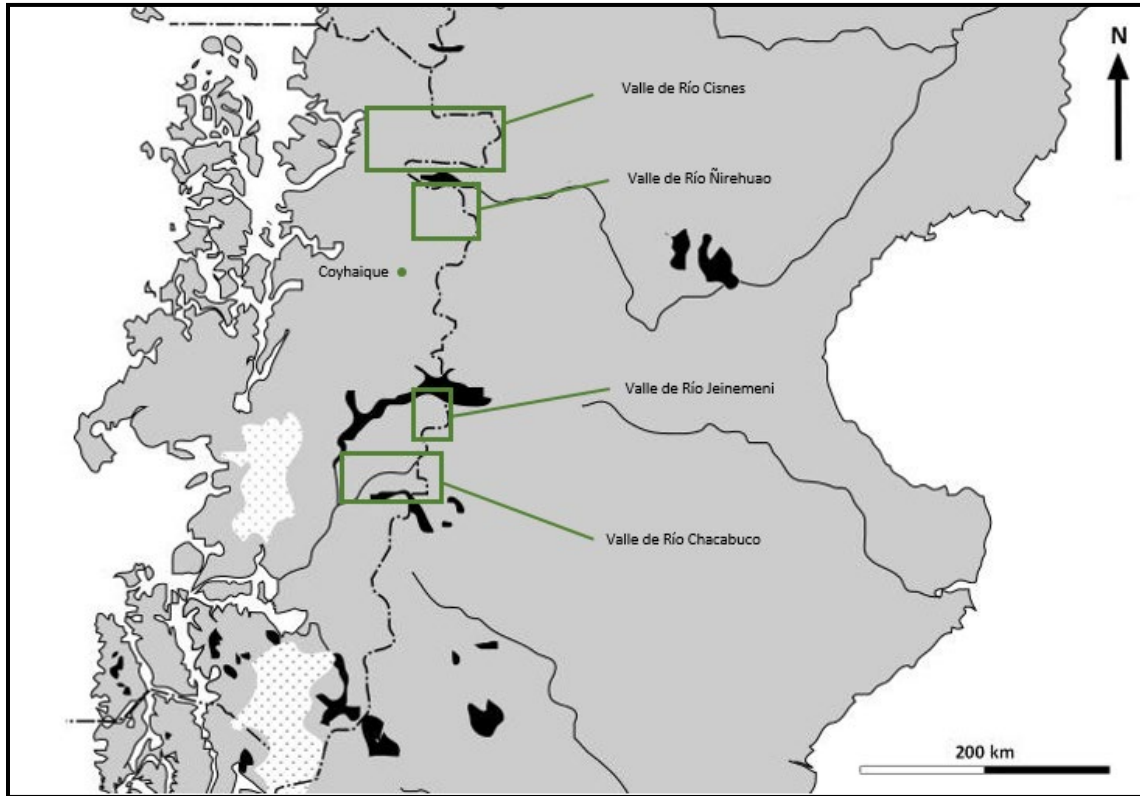 N
Valle de Río Cisnes
Valle de Río Ñirehuao
Coyhaique
Valle de Río Jeinemeni
Valle de Río Chacabuco
200 km